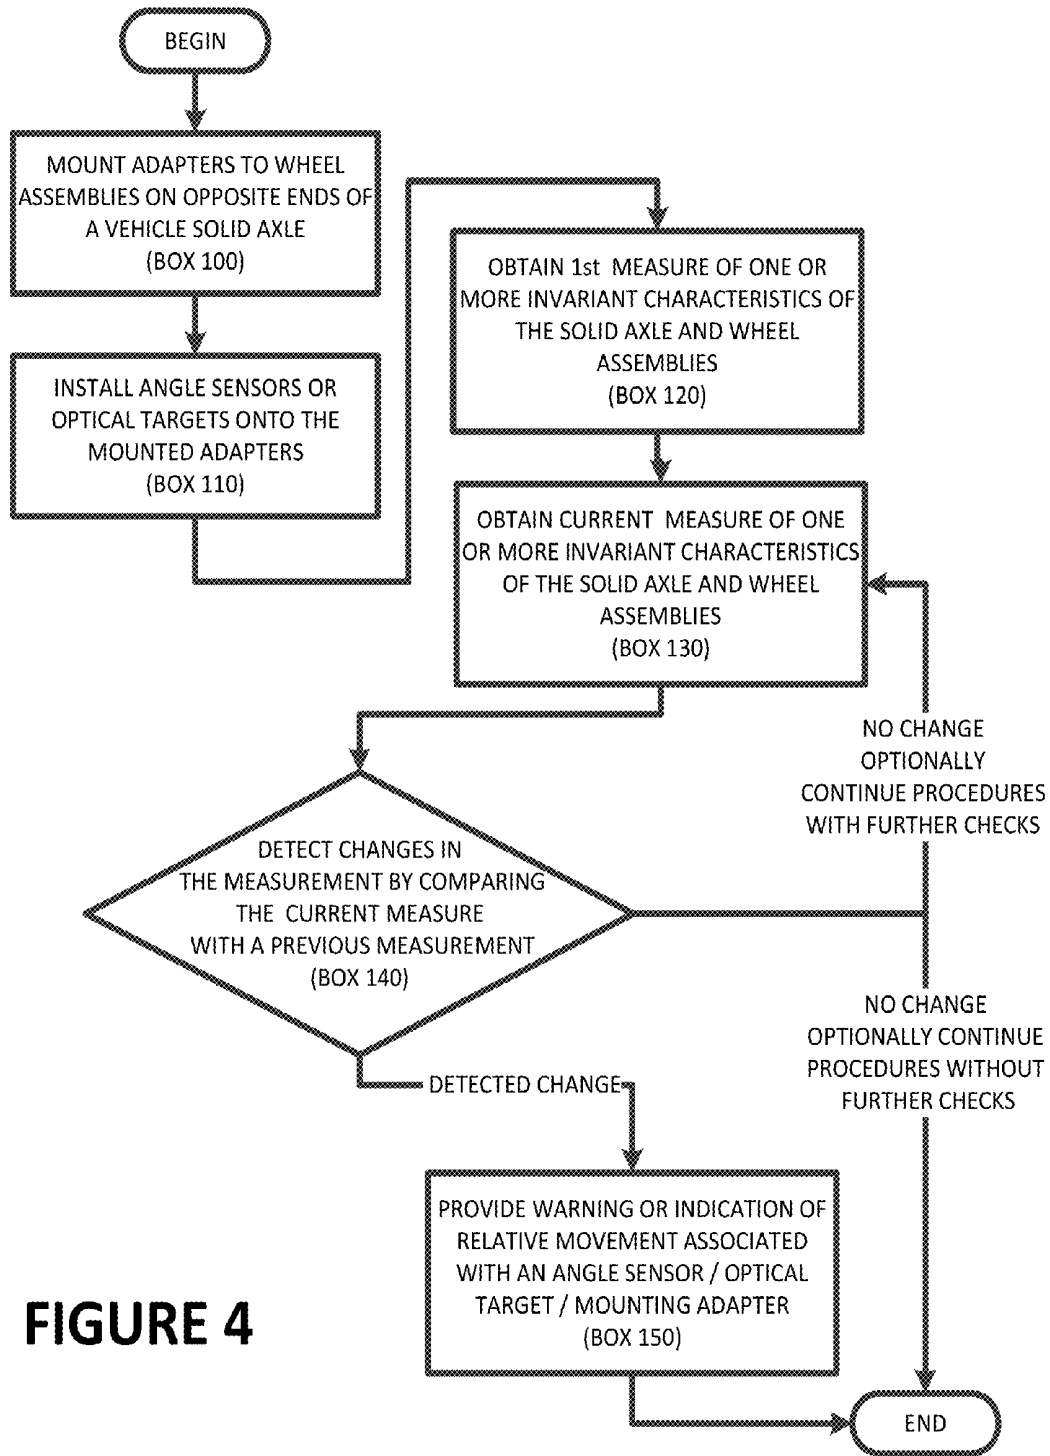 BEGIN
MOUNT ADAPTERS TO WHEEL
ASSEMBLIES ON OPPOSITE ENDS OF
A VEHICLE SOLID AXLE
(BOX 100)
INSTALL ANGLE SENSORS OR
OPTICAL TARGETS ONTO THE
MOUNTED ADAPTERS
(BOX 110)
OBTAIN 1st MEASURE OF ONE OR
MORE INVARIANT CHARACTERISTICS OF
THE SOLID AXLE AND WHEEL
ASSEMBLIES
(BOX 120)
OBTAIN CURRENT MEASURE OF ONE
OR MORE INVARIANT CHARACTERISTICS
OF THE SOLID AXLE AND WHEEL
ASSEMBLIES
(BOX 130)
NO CHANGE
OPTIONALLY
CONTINUE PROCEDURES
WITH FURTHER CHECKS
DETECT CHANGES IN
THE MEASUREMENT BY COMPARING
THE CURRENT MEASURE
WITH A PREVIOUS MEASUREMENT
(BOX 140)
NO CHANGE
OPTIONALLY CONTINUE
PROCEDURES WITHOUT
FURTHER CHECKS
DETECTED CHANGE
PROVIDE WARNING OR INDICATION OF
RELATIVE MOVEMENT ASSOCIATED
WITH AN ANGLE SENSOR / OPTICAL
TARGET / MOUNTING ADAPTER
(BOX 150)
FIGURE 4
END